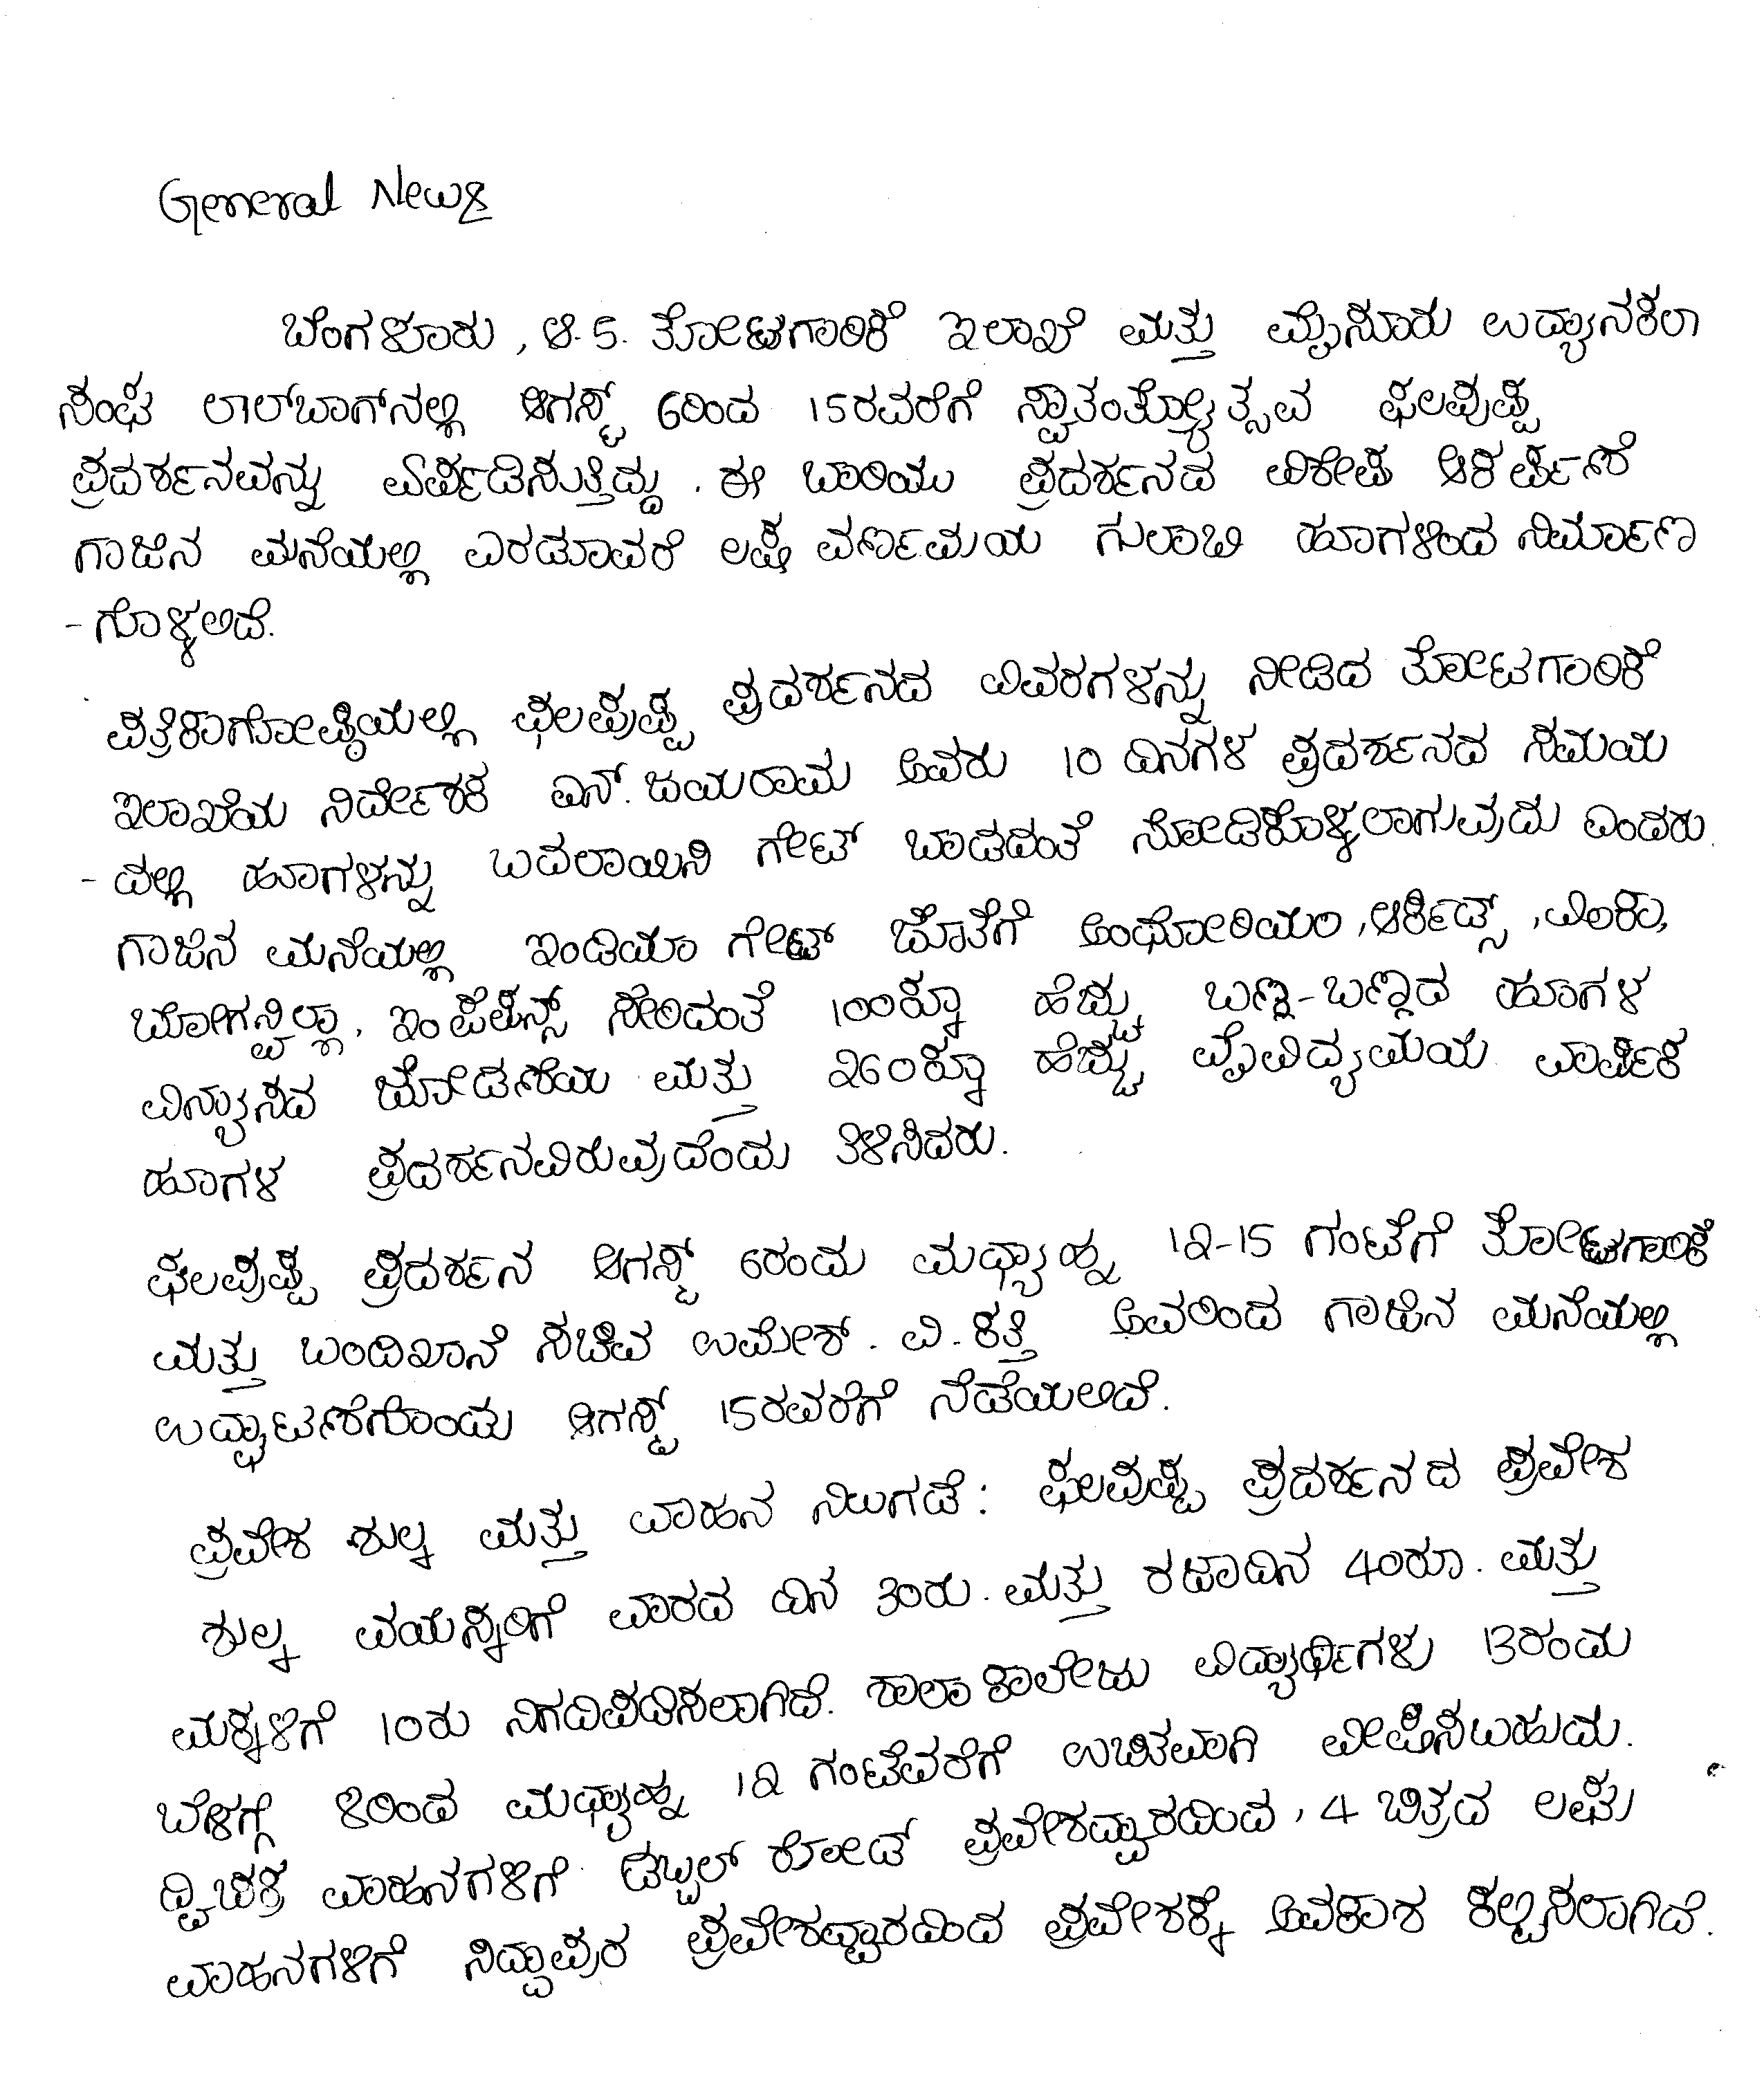 General News
ಬೆಂಗಳೂರು, ಆ. 5. ತೋಟಗಾರಿಕೆ ಇಲಾಖೆ ಮತ್ತು ಮೈಸೂರು ಉದ್ಯಾನಕಲಾ
ಸಂಘ ಲಾಲ್‌ಬಾಗ್‌ನಲ್ಲಿ ಆಗಸ್ಟ್ 6ರಿಂದ 15ರವರೆಗೆ ಸ್ವಾತಂತ್ರ್ಯೋತ್ಸವ ಫಲಪುಷ್ಪ
ಪ್ರದರ್ಶನವನ್ನು ಏರ್ಪಡಿಸುತ್ತಿದ್ದು. ಈ ಬಾರಿಯು ಪ್ರದರ್ಶನದ ವಿಶೇಷ ಆಕರ್ಷಣೆ
ಗಾಜಿನ ಮನೆಯಲ್ಲಿ ಎರಡೂವರೆ ಲಕ್ಷ ವರ್ಣಮಯ ಗುಲಾಬಿ ಹೂಗಳಿಂದ ನಿರ್ಮಾಣ
-ಗೊಳ್ಳಲಿದೆ.
ಪತ್ರಿಕಾಗೋಷ್ಠಿಯಲ್ಲಿ ಫಲಪುಷ್ಪ ಪ್ರದರ್ಶನದ ವಿವರಗಳನ್ನು ನೀಡಿದ ತೋಟಗಾರಿಕೆ
ಇಲಾಖೆಯ ನಿರ್ದೇಶಕ ಎನ್. ಜಯರಾಮ ಅವರು 10 ದಿನಗಳ ಪ್ರದರ್ಶನದ ಸಮಯ
-ದಲ್ಲಿ ಹೂಗಳನ್ನು ಬದಲಾಯಿಸಿ ಗೇಟ್ ಬಾಡದಂತೆ ನೋಡಿಕೊಳ್ಳಲಾಗುವುದು ಎಂದರು.
ಗಾಜಿನ ಮನೆಯಲ್ಲಿ ಇಂಡಿಯಾ ಗೇಟ್ ಜೊತೆಗೆ ಅಂಥೋರಿಯಂ, ಆರ್ಕಿಡ್ಸ್, ವಿಂಕಾ,
ಬೋಗನ್ವಿಲ್ಲಾ, ಇಂಪೆಷಿನ್ಸ್ ಸೇರಿದಂತೆ 100ಕ್ಕೂ ಹೆಚ್ಚು ಬಣ್ಣ-ಬಣ್ಣದ ಹೂಗಳ
ವಿನ್ಯಾಸದ ಜೋಡಣೆಯ ಮತ್ತು 260ಕ್ಕೂ ಹೆಚ್ಚು ವೈವಿದ್ಯಮಯ ವಾರ್ಷಿಕ
ಹೂಗಳ ಪ್ರದರ್ಶನವಿರುವುದೆಂದು ತಿಳಿಸಿದರು.
ಫಲಪುಷ್ಪ ಪ್ರದರ್ಶನ ಆಗಸ್ಟ್ 6ರಂದು ಮಧ್ಯಾಹ್ನ 12-15 ಗಂಟೆಗೆ ತೋಟಗಾರಿಕೆ
ಮತ್ತು ಬಂದಿಖಾನೆ ಸಚಿವ ಉಮೇಶ್. ವಿ. ಕತ್ತಿ ಅವರಿಂದ ಗಾಜಿನ ಮನೆಯಲ್ಲಿ
ಉದ್ಘಾಟಣೆಗೊಂಡು ಆಗಸ್ಟ್ 15ರವರೆಗೆ ನೆಡೆಯಲಿದೆ.
ಪ್ರವೇಶ ಶುಲ್ಕ ಮತ್ತು ವಾಹನ ನಿಲುಗಡೆ: ಫಲಪುಷ್ಪ ಪ್ರದರ್ಶನದ ಪ್ರವೇಶ
ಶುಲ್ಕ ವಯಸ್ಕರಿಗೆ ವಾರದ ದಿನ 30ರು. ಮತ್ತು ರಜಾದಿನ 40ರೂ. ಮತ್ತು
ಮಕ್ಕಳಿಗೆ 10ರು ನಿಗದಿಪಡಿಸಲಾಗಿದೆ. ಶಾಲಾ ಕಾಲೇಜು ವಿದ್ಯಾರ್ಥಿಗಳು 13ರಂದು
ಬೆಳಗ್ಗೆ 8ರಿಂದ ಮಧ್ಯಾಹ್ನ 12 ಗಂಟೆವರೆಗೆ ಉಚಿತವಾಗಿ ವೀಕ್ಷಿಸಬಹುದು.
ದ್ವಿಚಕ್ರ ವಾಹನಗಳಿಗೆ ಡಬ್ಬಲ್ ರೋಡ್ ಪ್ರವೇಶದ್ವಾರದಿಂದ, 4 ಚಿತ್ರದ ಲಘು
ವಾಹನಗಳಿಗೆ ಸಿದ್ದಾಪುರ ಪ್ರವೇಶದ್ವಾರದಿಂದ ಪ್ರವೇಶಕ್ಕೆ ಅವಕಾಶ ಕಲ್ಪಿಸಲಾಗಿದೆ.